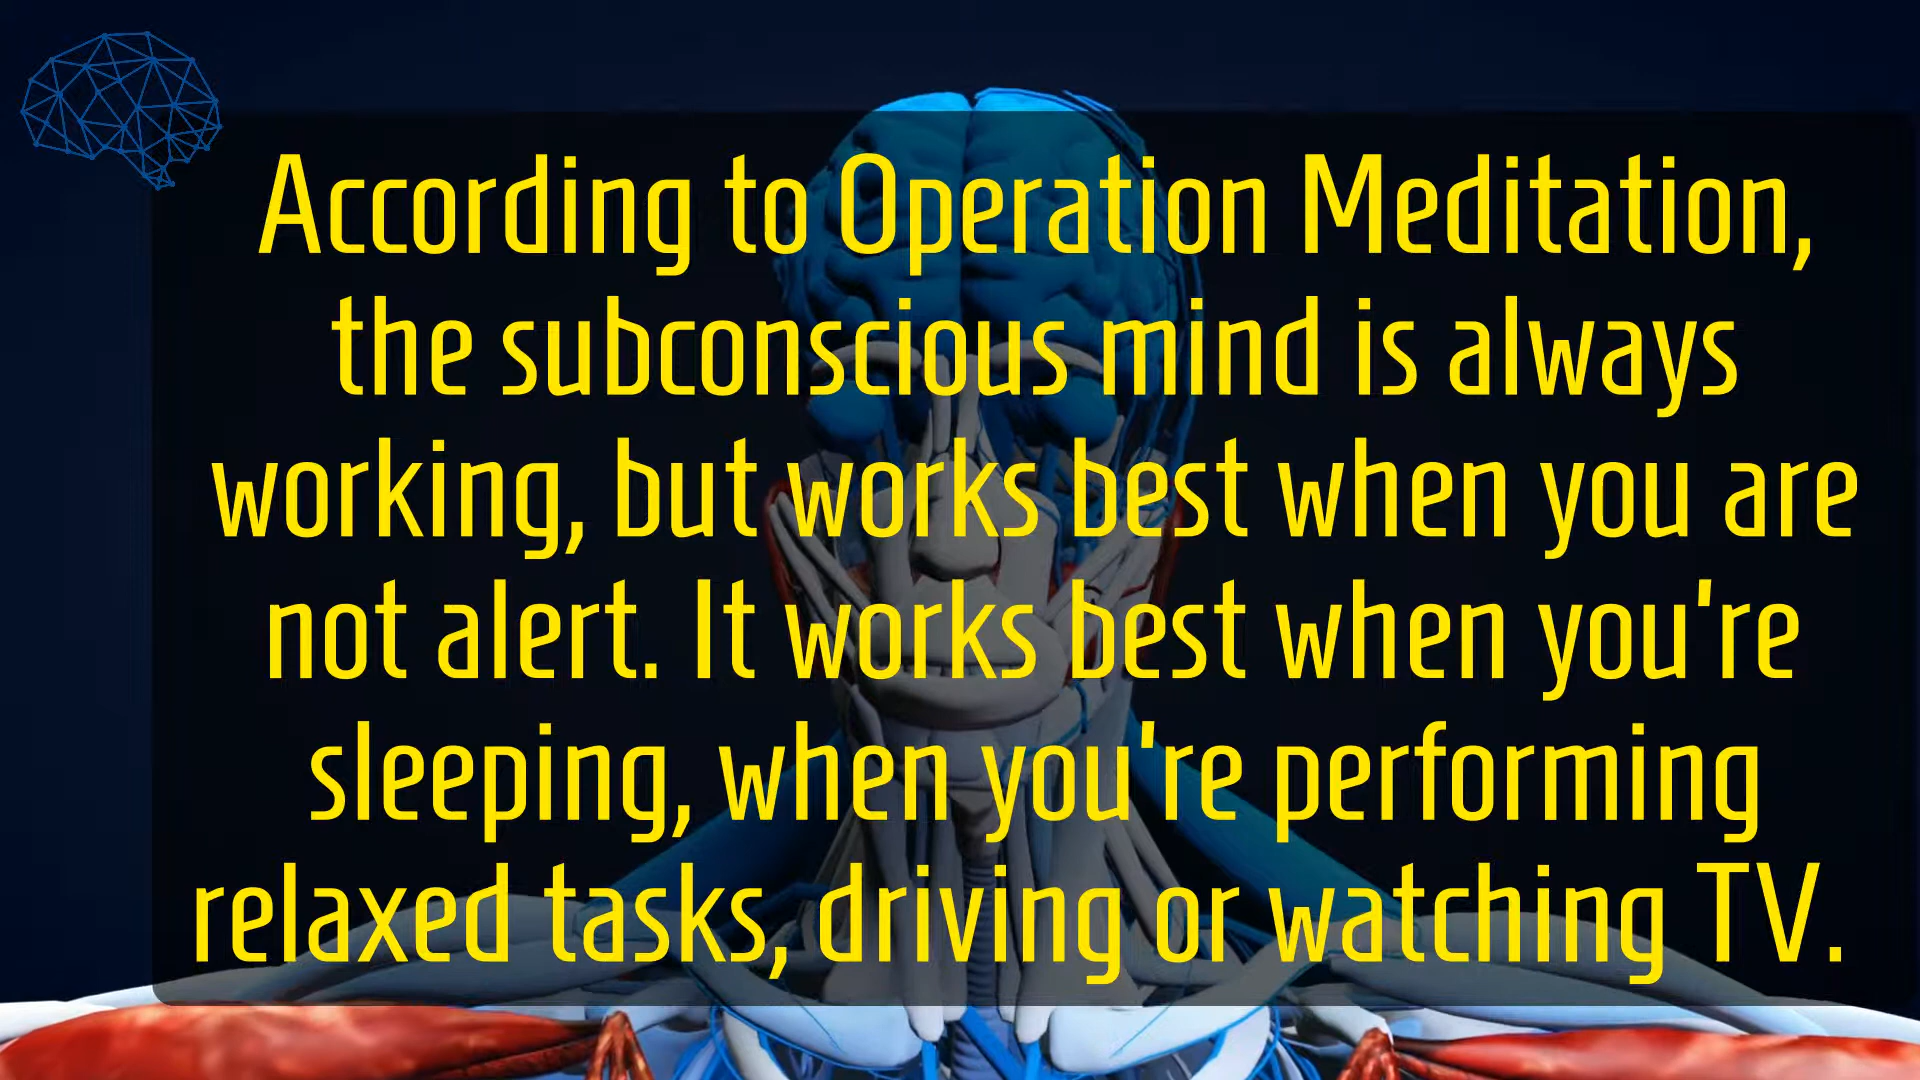 According to Operation Meditation,
the subconscious mind is always
working, but works best when you are
not alert. It works best when you're
sleeping, when you're performing
relaxed tasks, driving or watching TV.